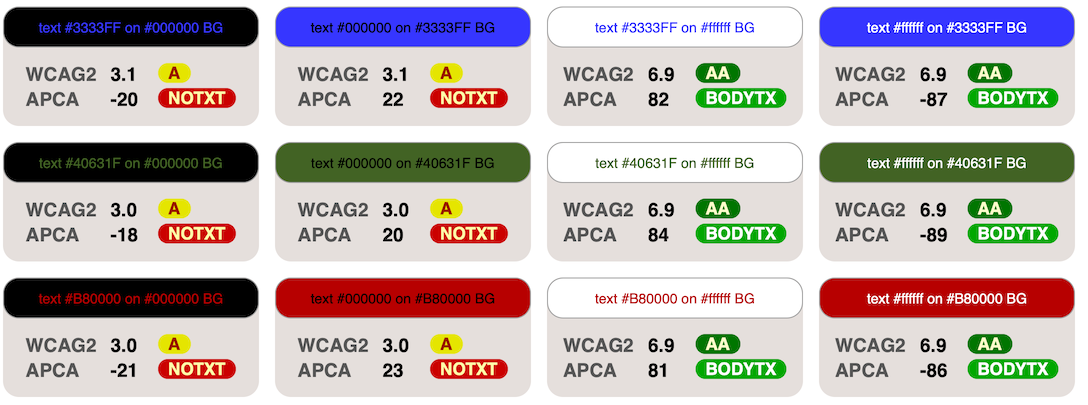 text #3333FF on #000000 BG
WCAG2 3.1 A
APCA -20 NOTXT
text #000000 on #3333FF BG
WCAG2 3.1 A
APCA 22 NOTXT
text #3333FF on #ffffff BG
WCAG2 6.9 AA
APCA 82 BODYTX
text #ffffff on #3333FF BG
WCAG2 6.9 AA
APCA -87 BODYTX
text #40631F on #000000 BG
WCAG2 3.0 A
APCA -18 NOTXT
text #000000 on #40631F BG
WCAG2 3.0 A
APCA 20 NOTXT
text #40631F on #ffffff BG
WCAG2 6.9 AA
APCA 84 BODYTX
text #ffffff on #40631F BG
WCAG2 6.9 AA
APCA -89 BODYTX
text #B80000 on #000000 BG
WCAG2 3.0 A
APCA -21 NOTXT
text #000000 on #B80000 BG
WCAG2 3.0 A
APCA 23 NOTXT
text #B80000 on #ffffff BG
WCAG2 6.9 AA
APCA 81 BODYTX
text #ffffff on #B80000 BG
WCAG2 6.9 AA
APCA -86 BODYTX